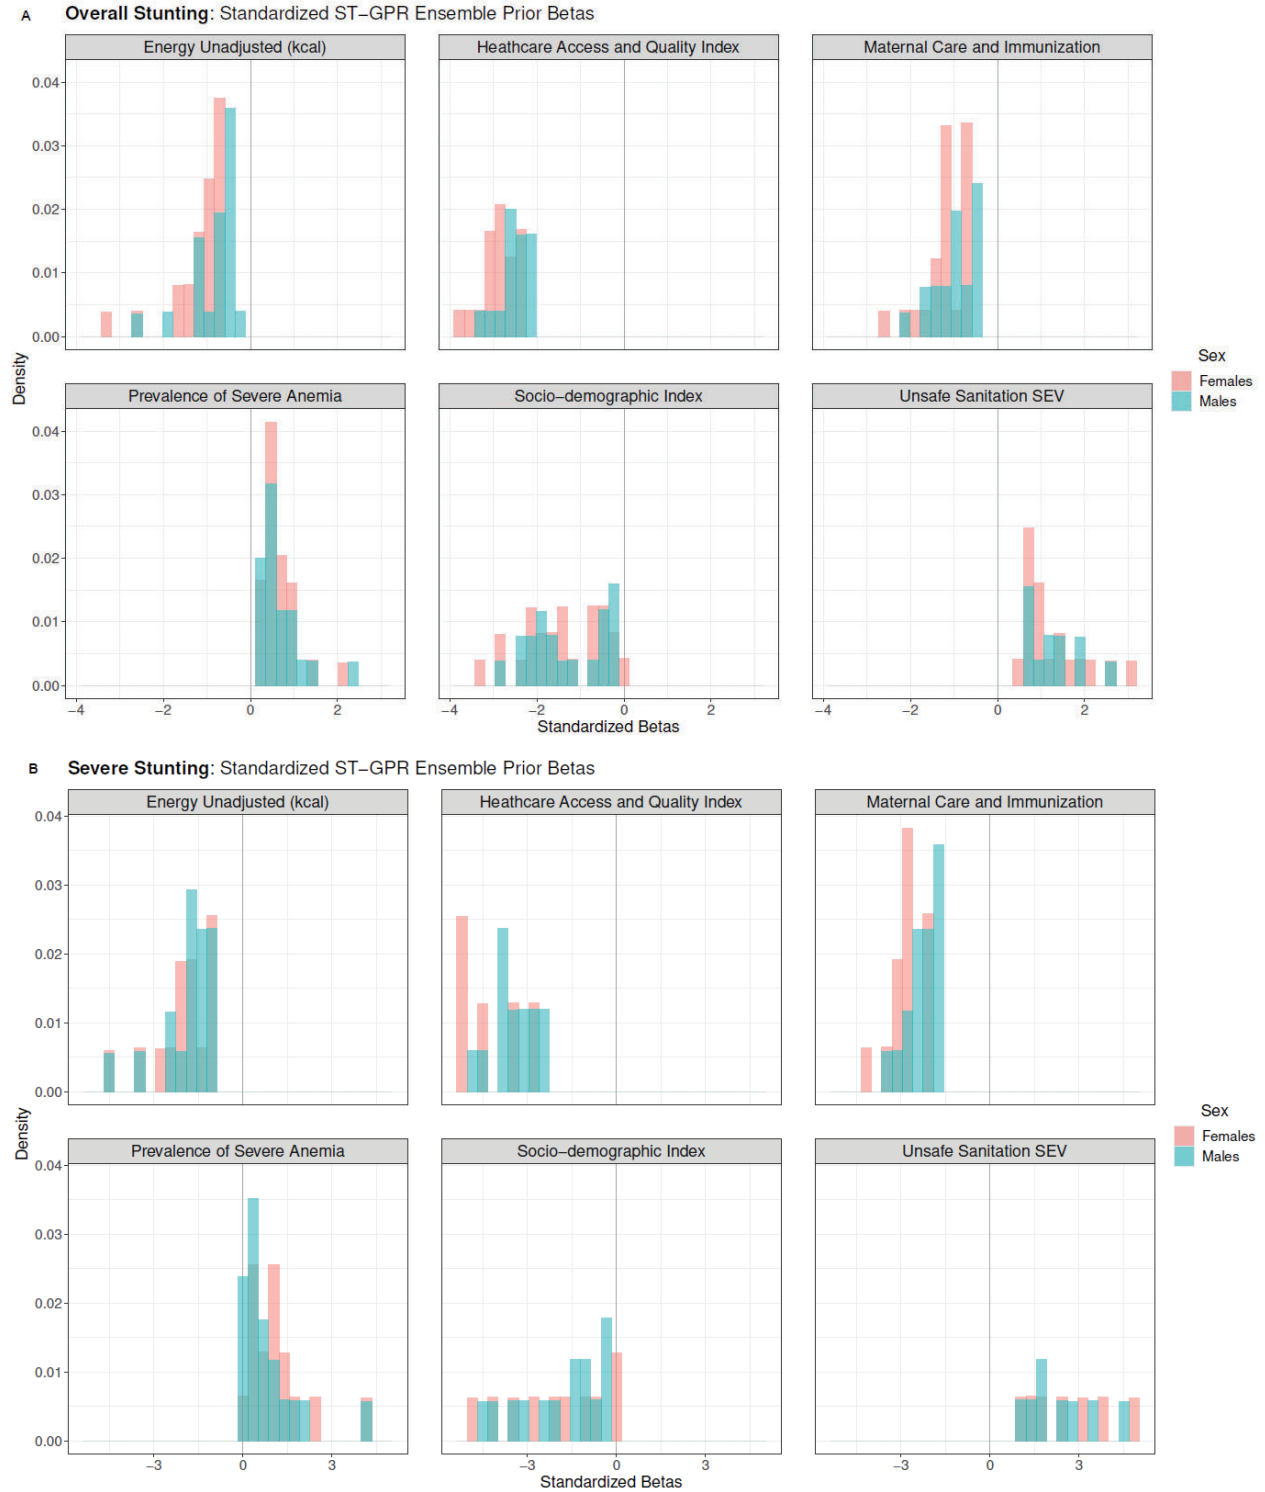 A Overall Stunting: Standardized ST−GPR Ensemble Prior Betas
Energy Unadjusted (kcal) Heathcare Access and Quality Index Maternal Care and Immunization
0.04
0.03
0.02
0.01
0.00
Prevalence of Severe Anemia Socio−demographic Index Unsafe Sanitation SEV
0.04
0.03
0.02
0.01
0.00
−4 −2 0 2 −4 −2 0 2 −4 −2 0 2
Density
Standardized Betas
Sex
Females
Males
B Severe Stunting: Standardized ST−GPR Ensemble Prior Betas
Energy Unadjusted (kcal) Heathcare Access and Quality Index Maternal Care and Immunization
0.04
0.03
0.02
0.01
0.00
Prevalence of Severe Anemia Socio−demographic Index Unsafe Sanitation SEV
0.04
0.03
0.02
0.01
0.00
−3 0 3 −3 0 3 −3 0 3
Density
Standardized Betas
Sex
Females
Males